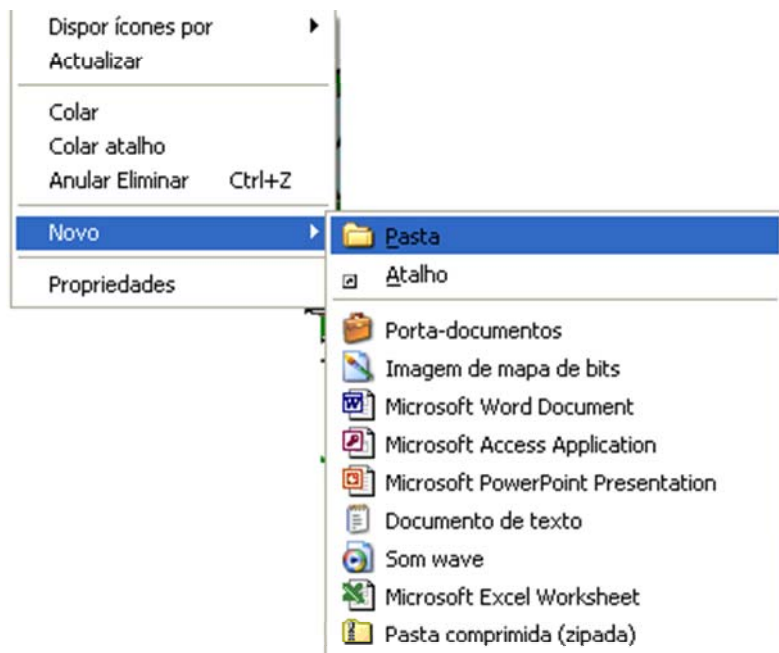 Dispor ícones por
Actualizar
Colar
Colar atalho
Anular Eliminar Ctrl+Z
Novo
Propriedades
Pasta
Atalho
Porta-documentos
Imagem de mapa de bits
Microsoft Word Document
Microsoft Access Application
Microsoft PowerPoint Presentation
Documento de texto
Som wave
Microsoft Excel Worksheet
Pasta comprimida (zipada)